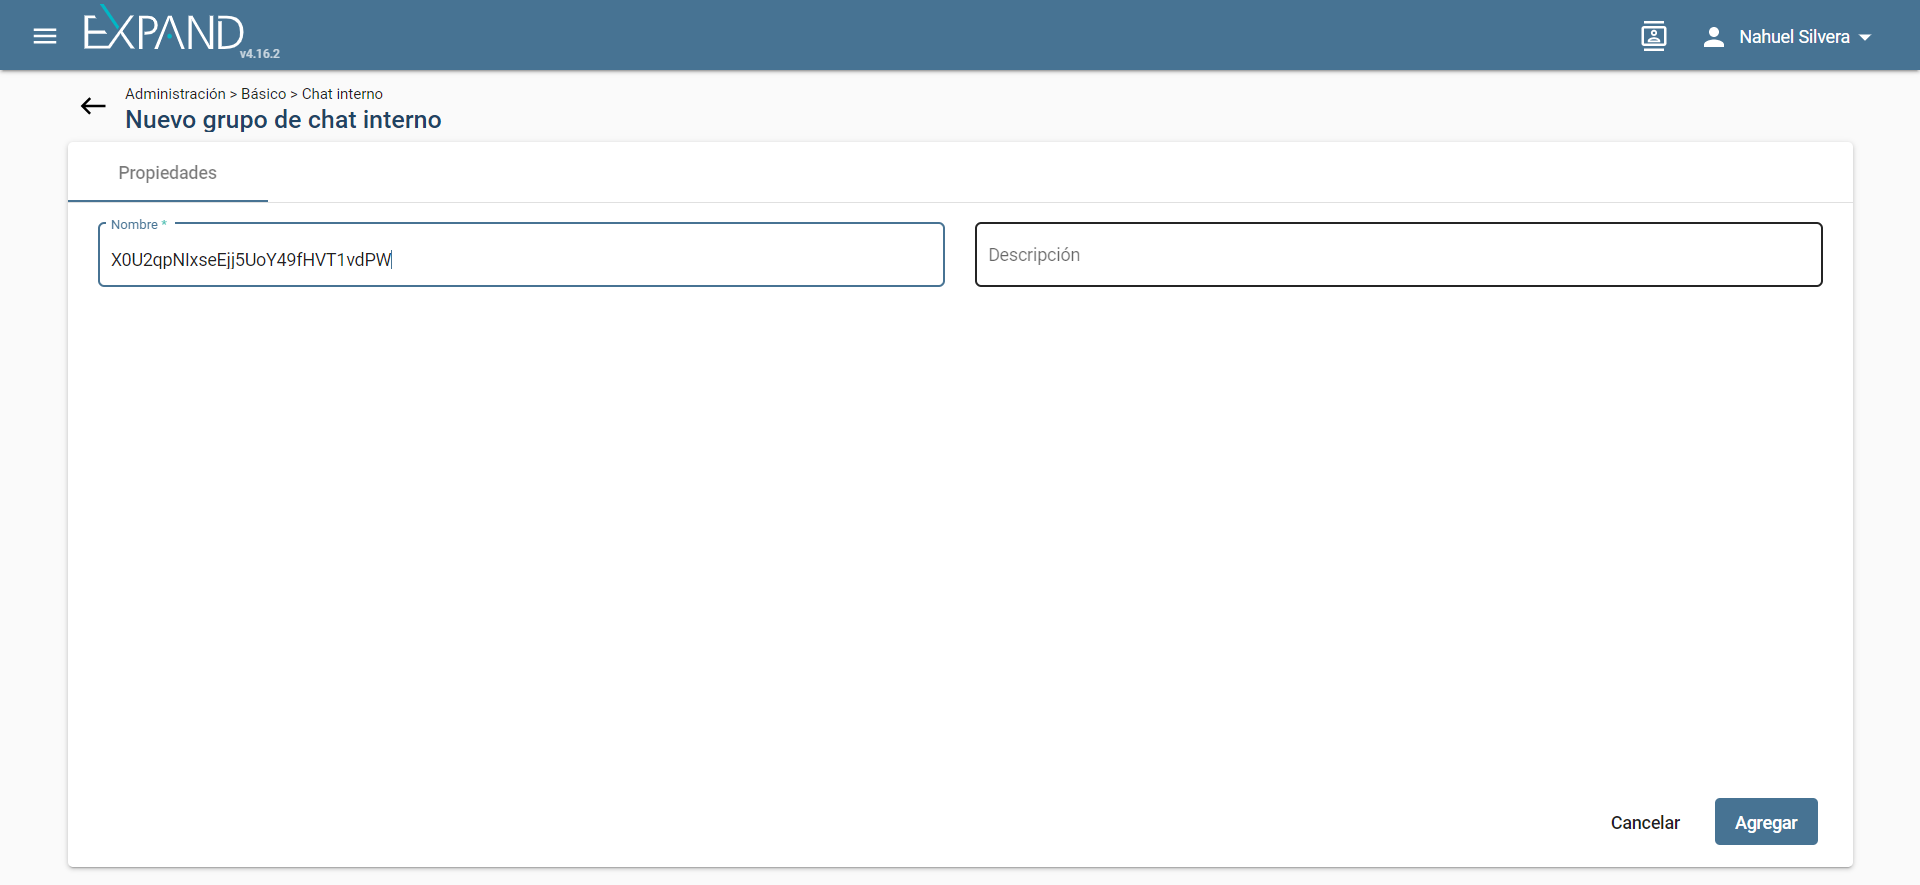 EXPAND
v4.16.2
Nahuel Silvera
Administración > Básico > Chat interno
Nuevo grupo de chat interno
Propiedades
Nombre *
X0U2qpNIxseEjj5UoY49fHVT1vdPW
Descripción
Cancelar
Agregar